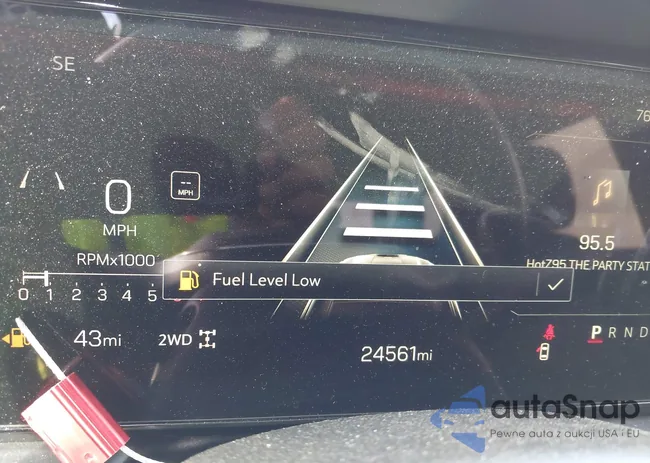 SE
76
0
MPH
--
MPH
95.5
HotZ95 THE PARTY STAT
RPMx1000
0 1 2 3 4 5
Fuel Level Low
43mi
2WD
24561mi
P R N D
autaSnap
Pewne auta z aukcji USA i EU